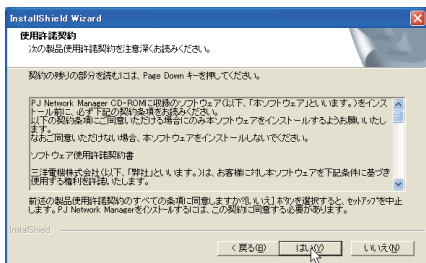 InstallShield Wizard
使用許諾契約
次の製品使用許諾契約を注意深くお読みください。
契約の残りの部分を読むには、Page Down キーを押してください。
PJ Network Manager CD-ROMに収録のソフトウェア(以下、「本ソフトウェア」といいます。)をインス
トール前に、必ず下記の契約条項をお読みください。
以下の契約条項にご同意いただける場合にのみ本ソフトウェアをインストールするようお願いいたし
ます。
なおご同意いただけない場合、本ソフトウェアをインストールしないでください。
ソフトウェア使用許諾契約書
三洋電機株式会社(以下、「弊社」といいます。)は、お客様に対し本ソフトウェアを下記条件に基づき
使用する権利を許諾いたします。
前述の製品使用許諾契約のすべての条項に同意しますか?[いいえ] ボタンを選択すると、セットアップを中止
します。PJ Network Managerをインストールするには、この契約に同意する必要があります。
InstallShield
< 戻る(B)
はい(Y)
いいえ(N)